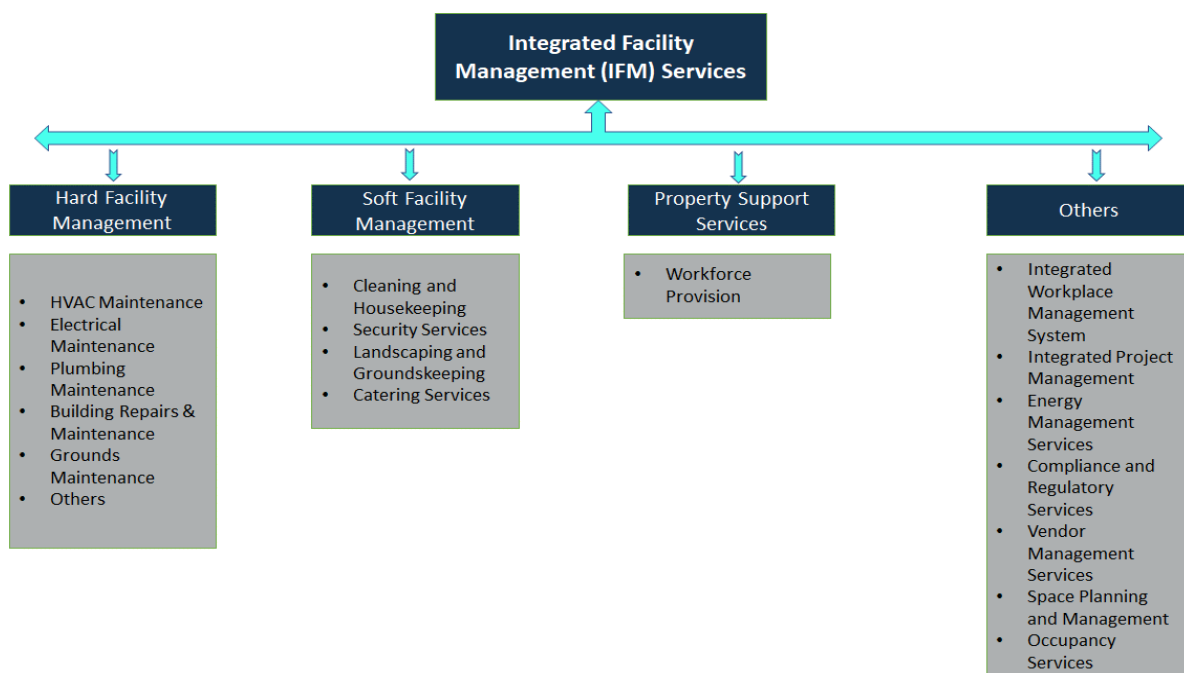 Integrated Facility
Management (IFM) Services
Hard Facility
Management
• HVAC Maintenance
• Electrical
Maintenance
• Plumbing
Maintenance
• Building Repairs &
Maintenance
• Grounds
Maintenance
• Others
Soft Facility
Management
• Cleaning and
Housekeeping
• Security Services
• Landscaping and
Groundskeeping
• Catering Services
Property Support
Services
• Workforce
Provision
Others
• Integrated
Workplace
Management
System
• Integrated Project
Management
• Energy
Management
Services
• Compliance and
Regulatory
Services
• Vendor
Management
Services
• Space Planning
and Management
• Occupancy
Services